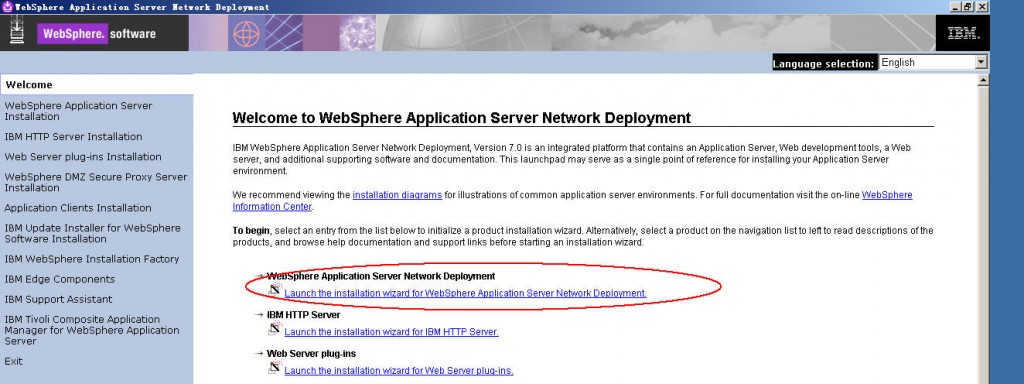 WebSphere Application Server Network Deployment
WebSphere. software
IBM.
Language selection: English
Welcome
WebSphere Application Server
Installation
IBM HTTP Server Installation
Web Server plug-ins Installation
WebSphere DMZ Secure Proxy Server
Installation
Application Clients Installation
IBM Update Installer for WebSphere
Software Installation
IBM WebSphere Installation Factory
IBM Edge Components
IBM Support Assistant
IBM Tivoli Composite Application
Manager for WebSphere Application
Server
Exit
Welcome to WebSphere Application Server Network Deployment
IBM WebSphere Application Server Network Deployment, Version 7.0 is an integrated platform that contains an Application Server, Web development tools, a Web
server, and additional supporting software and documentation. This launchpad may serve as a single point of reference for installing your Application Server
environment.
We recommend viewing the installation diagrams for illustrations of common application server environments. For full documentation visit the on-line WebSphere
Information Center.
To begin, select an entry from the list below to initialize a product installation wizard. Alternatively, select a product on the navigation list to left to read descriptions of the
products, and browse help documentation and support links before starting an installation wizard.
→ WebSphere Application Server Network Deployment
Launch the installation wizard for WebSphere Application Server Network Deployment.
→ IBM HTTP Server
Launch the installation wizard for IBM HTTP Server.
→ Web Server plug-ins
Launch the installation wizard for Web Server plug-ins.